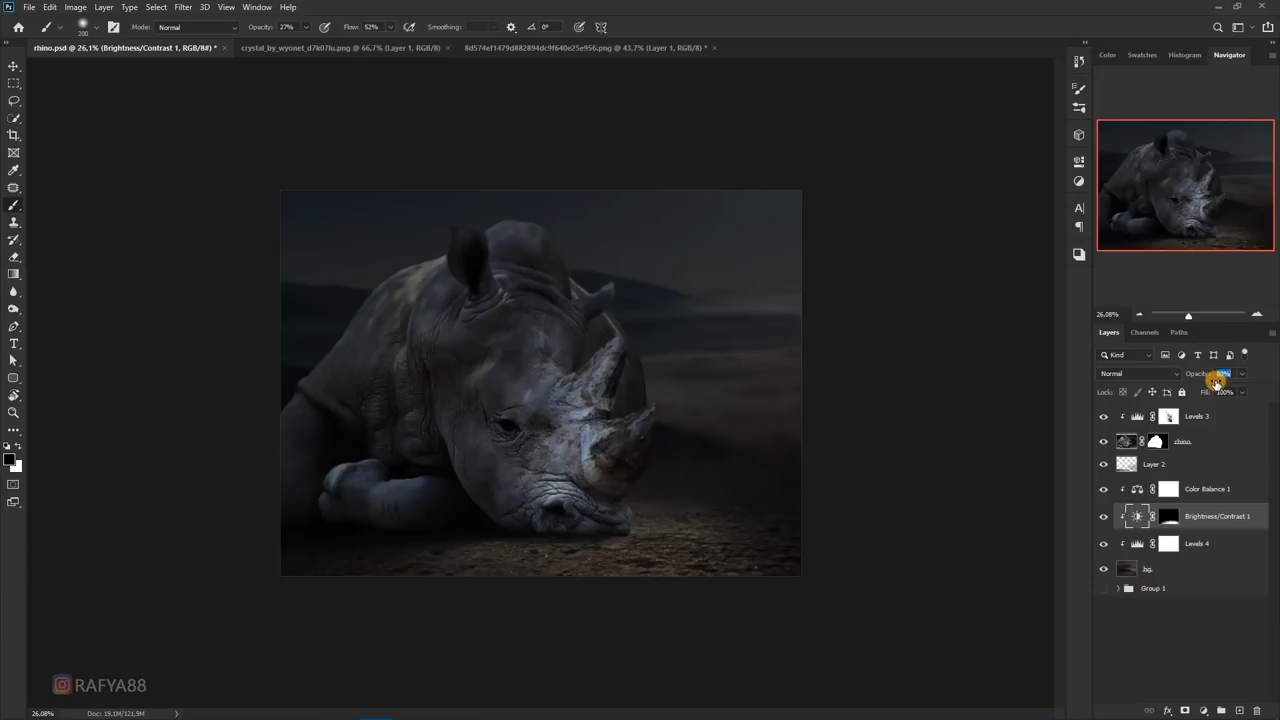 Ps File Edit Image Layer Type Select Filter 3D View Window Help
200 Mode: Normal Opacity: 27% Flow: 52% Smoothing: 0°
rhino.psd @ 26,1% (Brightness/Contrast 1, RGB/8#) * × crystal_by_wyonet_d7k07lu.png @ 66,7% (Layer 1, RGB/8) × 8d574ef1479d882894dc9f640e25e956.png @ 43,7% (Layer 1, RGB/8) * ×
Color Swatches Histogram Navigator
26,08%
Layers Channels Paths
Kind
Normal Opacity:
Lock: Fill: 100%
Levels 3
rhino
Layer 2
Color Balance 1
Brightness/Contrast 1
Levels 4
bg
Group 1
RAFYA88
26,08% Doc: 19,1M/121,9M